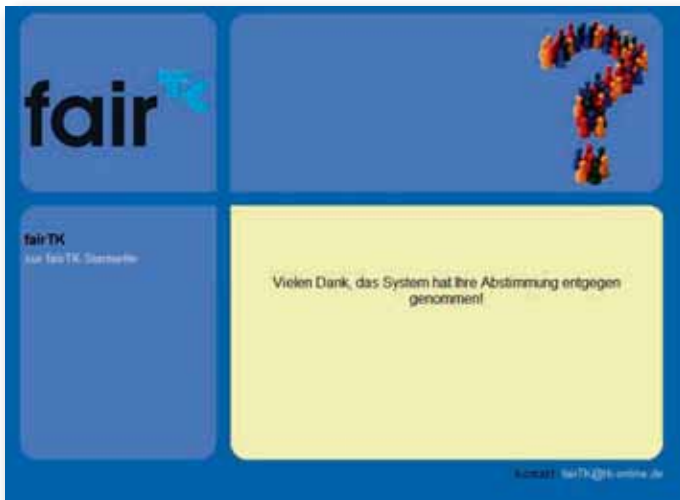 fair TK
fairTK
zur fairTK-Startseite
Vielen Dank, das System hat Ihre Abstimmung entgegen
genommen!
Kontakt: fairTK@tk-online.de